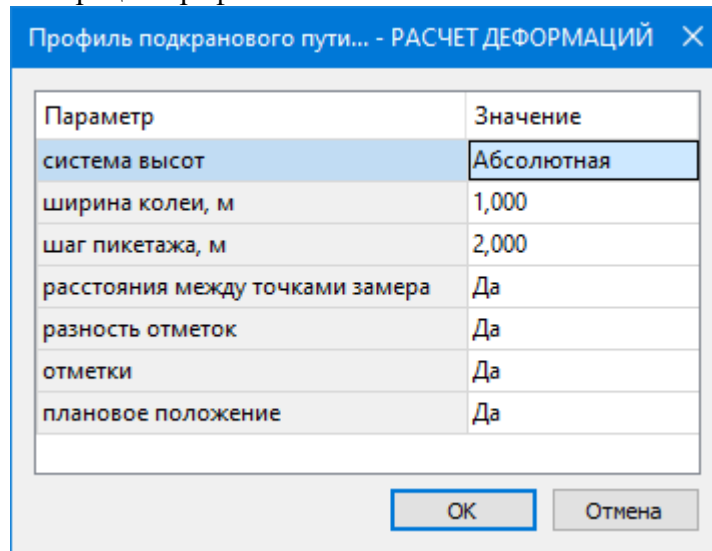 Профиль подкранового пути... - РАСЧЕТ ДЕФОРМАЦИЙ
Параметр Значение
система высот Абсолютная
ширина колеи, м 1,000
шаг пикетажа, м 2,000
расстояния между точками замера Да
разность отметок Да
отметки Да
плановое положение Да
ОК Отмена